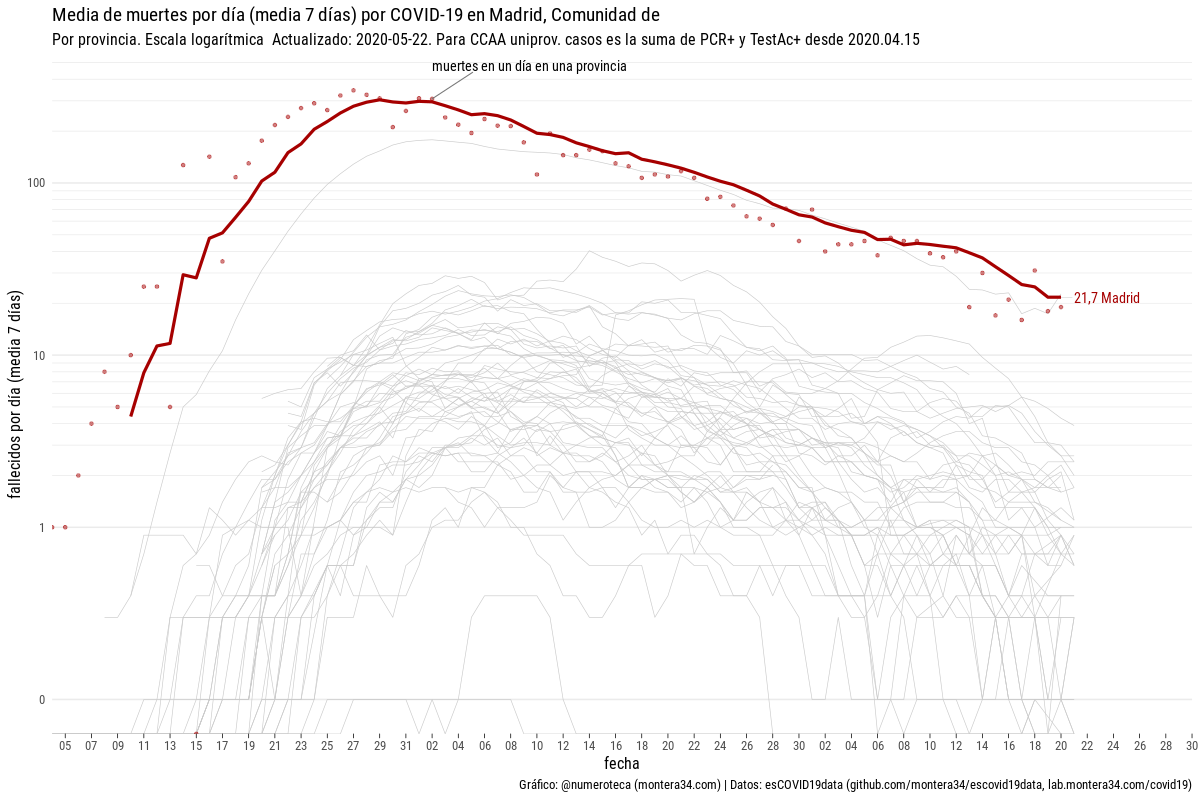 Media de muertes por día (media 7 días) por COVID-19 en Madrid, Comunidad de
Por provincia. Escala logarítmica  Actualizado: 2020-05-22. Para CCAA uniprov. casos es la suma de PCR+ y TestAc+ desde 2020.04.15
muertes en un día en una provincia
fallecidos por día (media 7 días)
100
10
1
0
21,7 Madrid
05 07 09 11 13 15 17 19 21 23 25 27 29 31 02 04 06 08 10 12 14 16 18 20 22 24 26 28 30 02 04 06 08 10 12 14 16 18 20 22 24 26 28 30
fecha
Gráfico: @numeroteca (montera34.com) | Datos: esCOVID19data (github.com/montera34/escovid19data, lab.montera34.com/covid19)